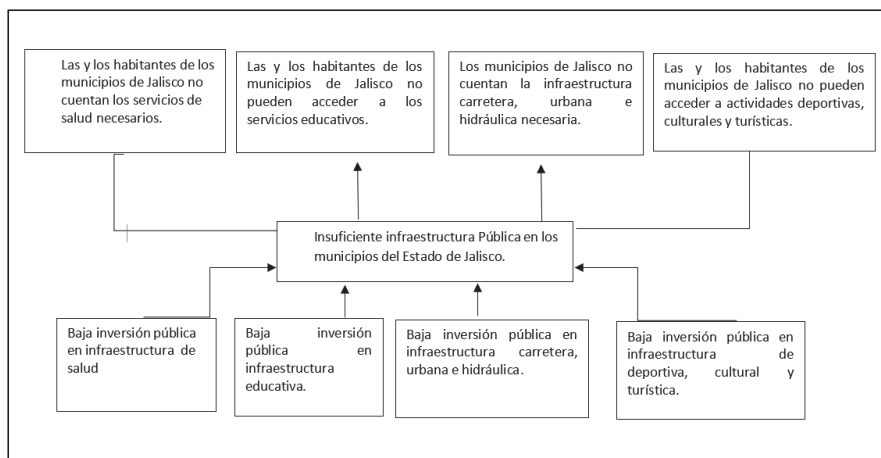 Las y los habitantes de los
municipios de Jalisco no
cuentan los servicios de
salud necesarios.
Las y los habitantes de los
municipios de Jalisco no
pueden acceder a los
servicios educativos.
Los municipios de Jalisco no
cuentan la infraestructura
carretera, urbana e
hidráulica necesaria.
Las y los habitantes de los
municipios de Jalisco no pueden
acceder a actividades deportivas,
culturales y turísticas.
Insuficiente infraestructura Pública en los
municipios del Estado de Jalisco.
Baja inversión pública
en infraestructura de
salud
Baja inversión
pública en
infraestructura
educativa.
Baja inversión pública en
infraestructura carretera,
urbana e hidráulica.
Baja inversión pública en
infraestructura de
deportiva, cultural y
turística.